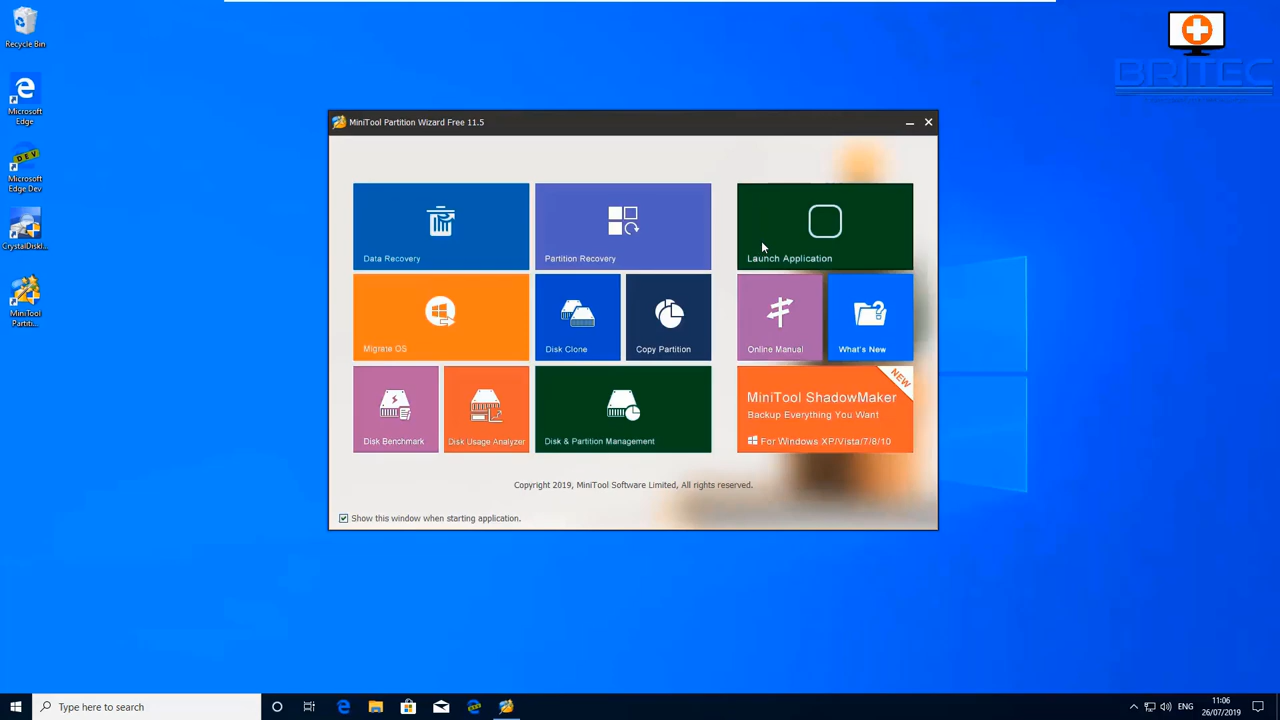 Recycle Bin
Microsoft
Edge
Microsoft
Edge Dev
CrystalDiskI...
MiniTool
Partiti...
BRITEC
MiniTool Partition Wizard Free 11.5
Data Recovery
Partition Recovery
Launch Application
Migrate OS
Disk Clone
Copy Partition
Online Manual
What's New
Disk Benchmark
Disk Usage Analyzer
Disk & Partition Management
NEW
MiniTool ShadowMaker
Backup Everything You Want
For Windows XP/Vista/7/8/10
Copyright 2019, MiniTool Software Limited, All rights reserved.
Show this window when starting application.
Type here to search
ENG
11:06
26/07/2019